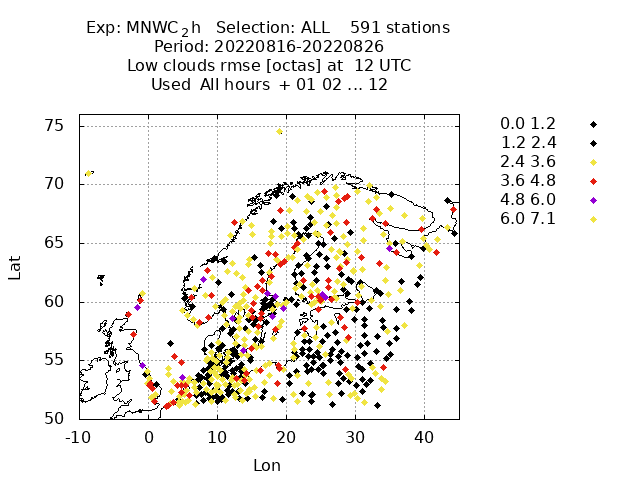 Exp: MNWC_2h Selection: ALL 591 stations
Period: 20220816-20220826
Low clouds rmse [octas] at 12 UTC
Used All hours + 01 02 ... 12
75
70
65
60
55
50
-10 0 10 20 30 40
Lat
Lon
0.0 1.2
1.2 2.4
2.4 3.6
3.6 4.8
4.8 6.0
6.0 7.1